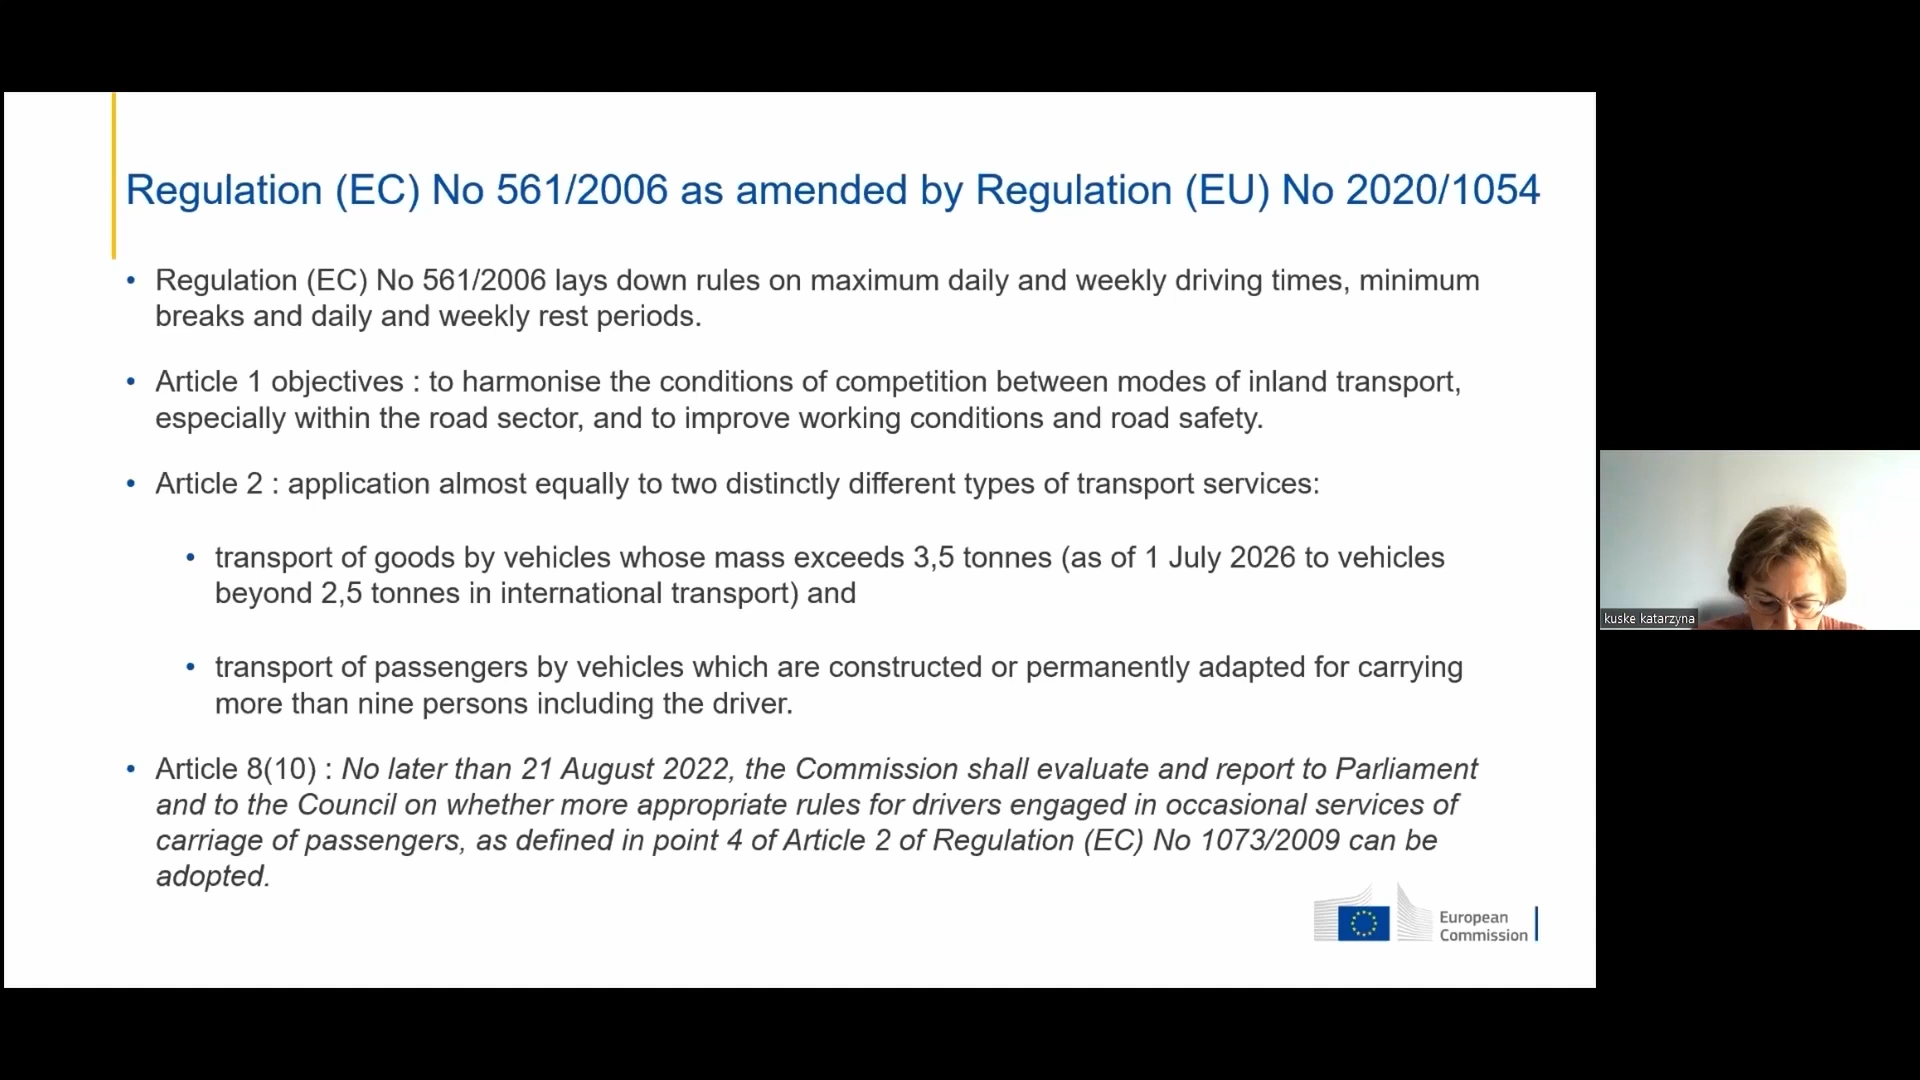 Regulation (EC) No 561/2006 as amended by Regulation (EU) No 2020/1054
• Regulation (EC) No 561/2006 lays down rules on maximum daily and weekly driving times, minimum
breaks and daily and weekly rest periods.
• Article 1 objectives : to harmonise the conditions of competition between modes of inland transport,
especially within the road sector, and to improve working conditions and road safety.
• Article 2 : application almost equally to two distinctly different types of transport services:
• transport of goods by vehicles whose mass exceeds 3,5 tonnes (as of 1 July 2026 to vehicles
beyond 2,5 tonnes in international transport) and
• transport of passengers by vehicles which are constructed or permanently adapted for carrying
more than nine persons including the driver.
• Article 8(10) : No later than 21 August 2022, the Commission shall evaluate and report to Parliament
and to the Council on whether more appropriate rules for drivers engaged in occasional services of
carriage of passengers, as defined in point 4 of Article 2 of Regulation (EC) No 1073/2009 can be
adopted.
European
Commission
kuske katarzyna